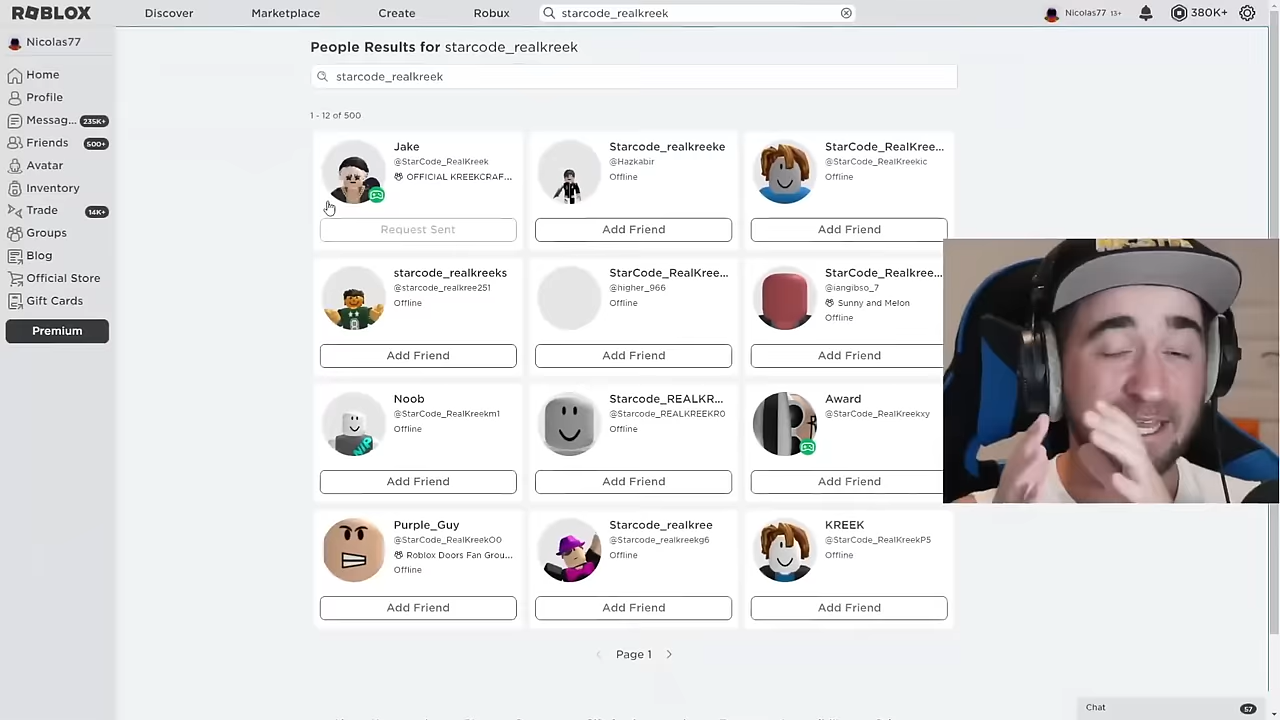 ROBLOX
Discover
Marketplace
Create
Robux
starcode_realkreek
Nicolas77 13+
380K+
Nicolas77
Home
Profile
Messag... 235K+
Friends 500+
Avatar
Inventory
Trade 14K+
Groups
Blog
Official Store
Gift Cards
Premium
People Results for starcode_realkreek
starcode_realkreek
1 - 12 of 500
Jake
@StarCode_RealKreek
OFFICIAL KREEKCRAF...
Request Sent
Starcode_realkreeke
@Hazkabir
Offline
Add Friend
StarCode_RealKree...
@StarCode_RealKreekic
Offline
Add Friend
starcode_realkreeks
@starcode_realkree251
Offline
Add Friend
StarCode_RealKree...
@higher_966
Offline
Add Friend
StarCode_Realkree...
@iangibso_7
Sunny and Melon
Offline
Add Friend
Noob
@StarCode_RealKreekm1
Offline
Add Friend
Starcode_REALKR...
@Starcode_REALKREEKR0
Offline
Add Friend
Award
@StarCode_RealKreekxy
Offline
Add Friend
Purple_Guy
@StarCode_RealKreekO0
Roblox Doors Fan Grou...
Offline
Add Friend
Starcode_realkree
@Starcode_realkreekg6
Offline
Add Friend
KREEK
@StarCode_RealKreekP5
Offline
Add Friend
Page 1
Chat 57